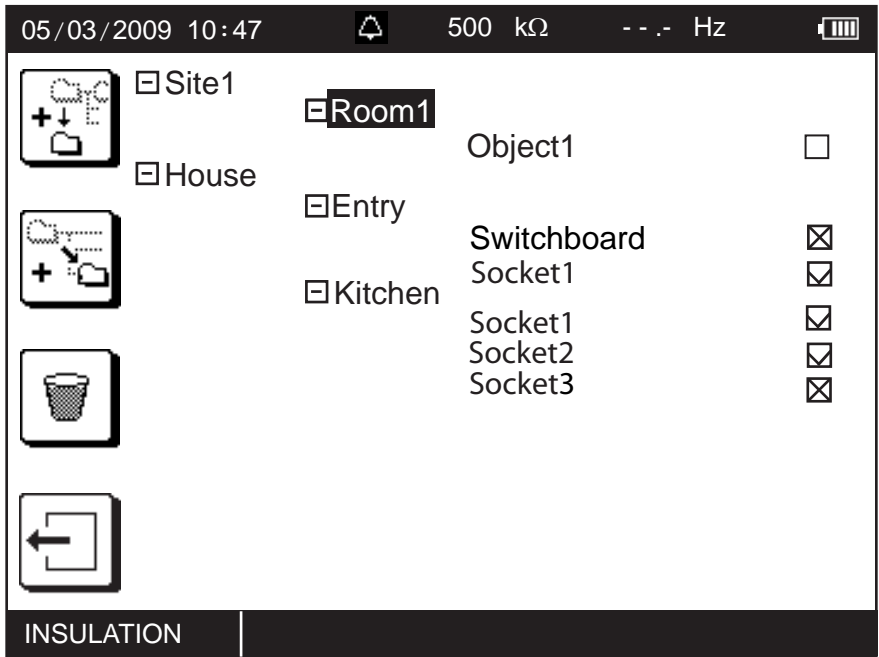 05/03/2009 10:47 500 kΩ - - .- Hz
Site1
Room1
Object1
House
Entry
Switchboard
Socket1
Kitchen
Socket1
Socket2
Socket3
INSULATION